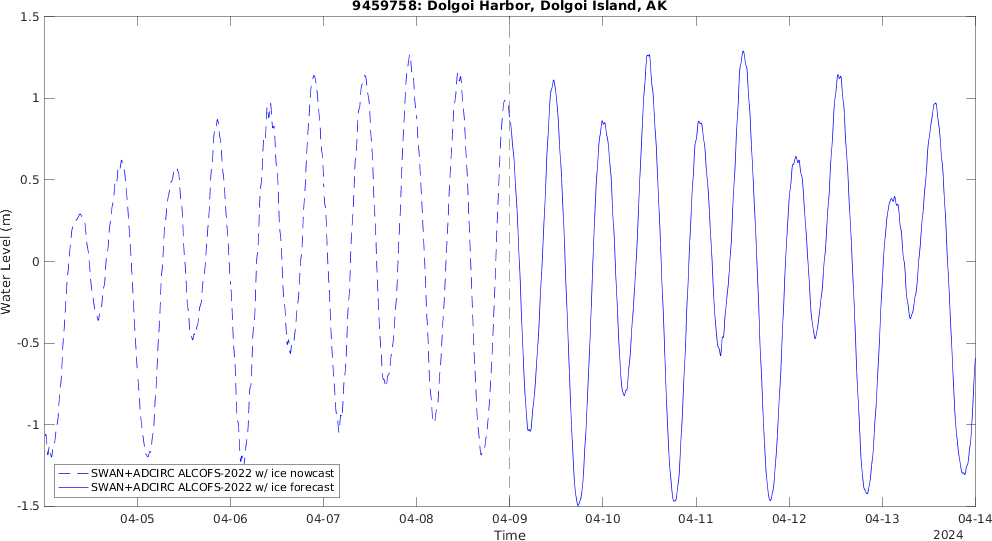 9459758: Dolgoi Harbor, Dolgoi Island, AK
1.5
1
0.5
0
-0.5
-1
-1.5
Water Level (m)
SWAN+ADCIRC ALCOFS-2022 w/ ice nowcast
SWAN+ADCIRC ALCOFS-2022 w/ ice forecast
04-05 04-06 04-07 04-08 04-09 04-10 04-11 04-12 04-13 04-14
Time
2024